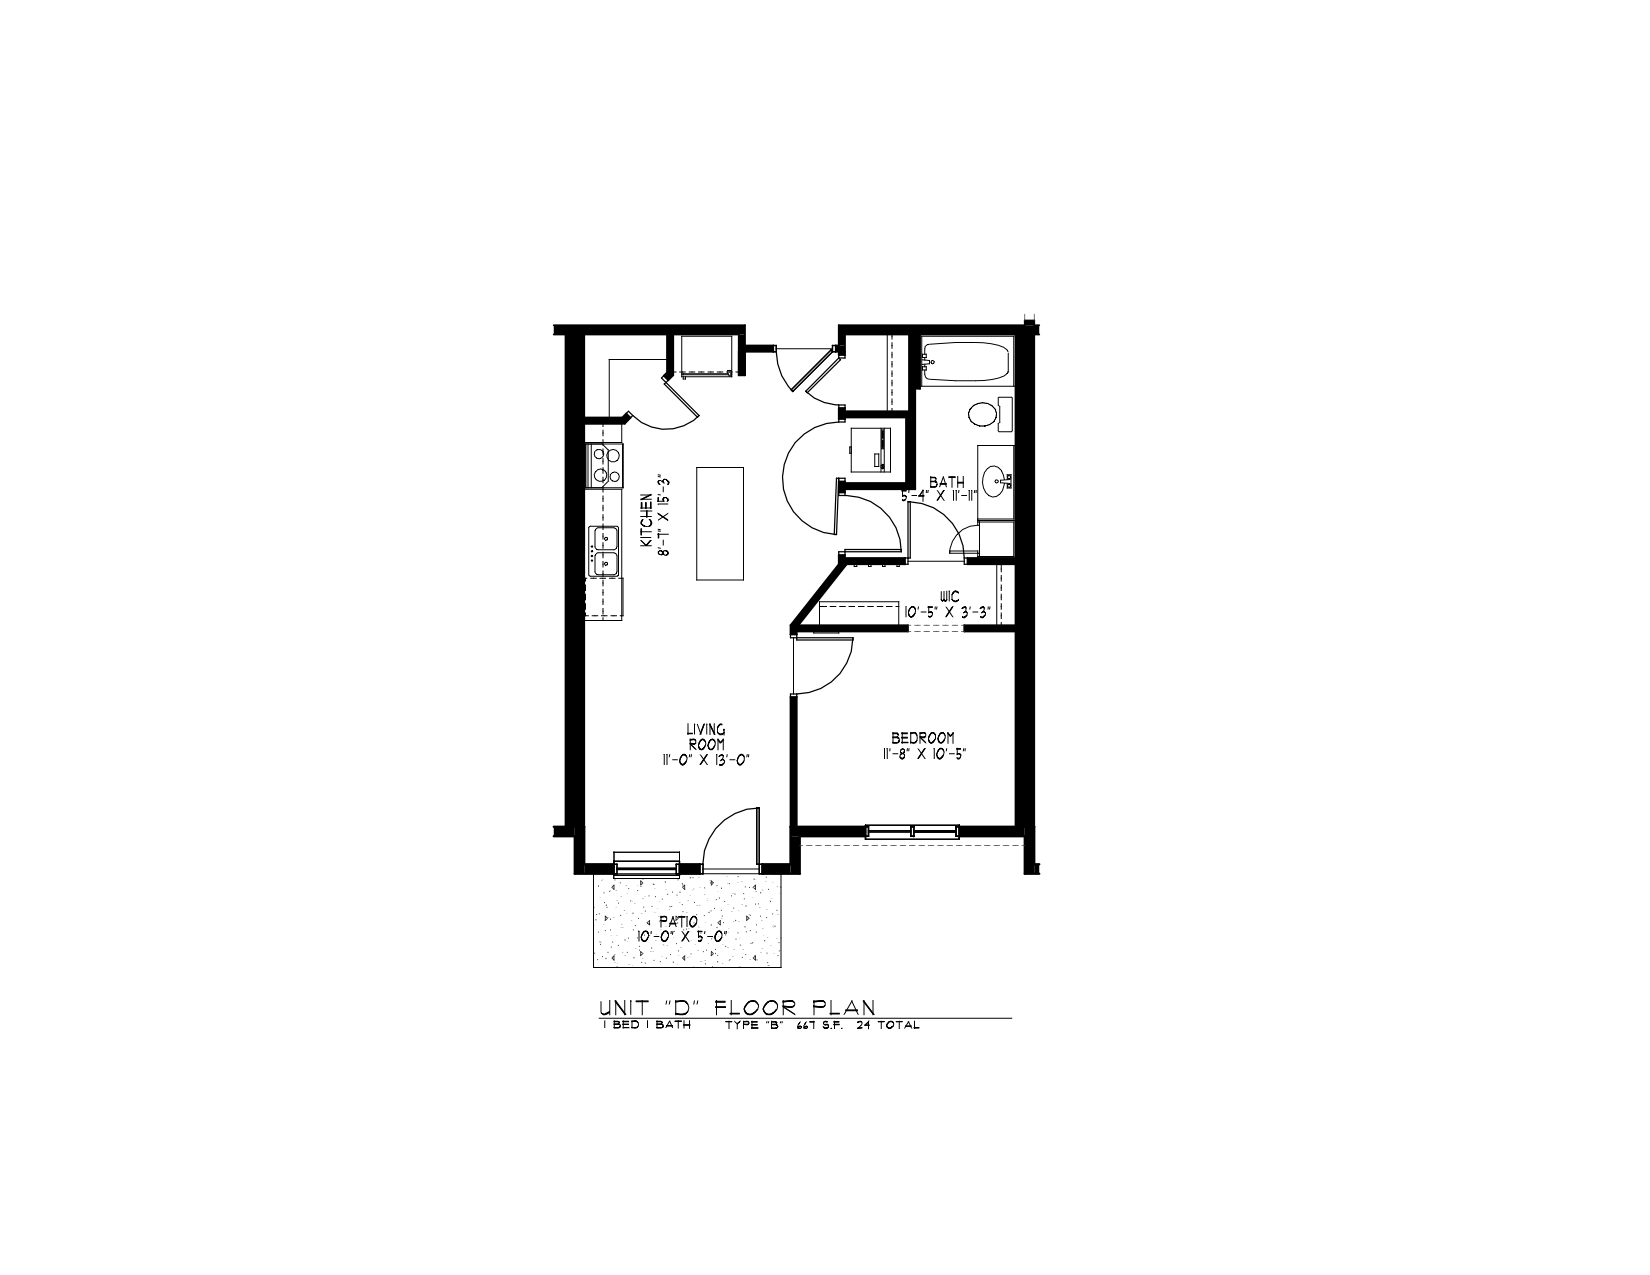 BATH
5'-4" X 11'-11"
KITCHEN
8'-7" X 15'-3"
WIC
10'-5" X 3'-3"
LIVING
ROOM
11'-0" X 13'-0"
BEDROOM
11'-8" X 10'-5"
PATIO
10'-0" X 5'-0"
UNIT "D" FLOOR PLAN
1 BED 1 BATH TYPE "B" 667 S.F. 24 TOTAL